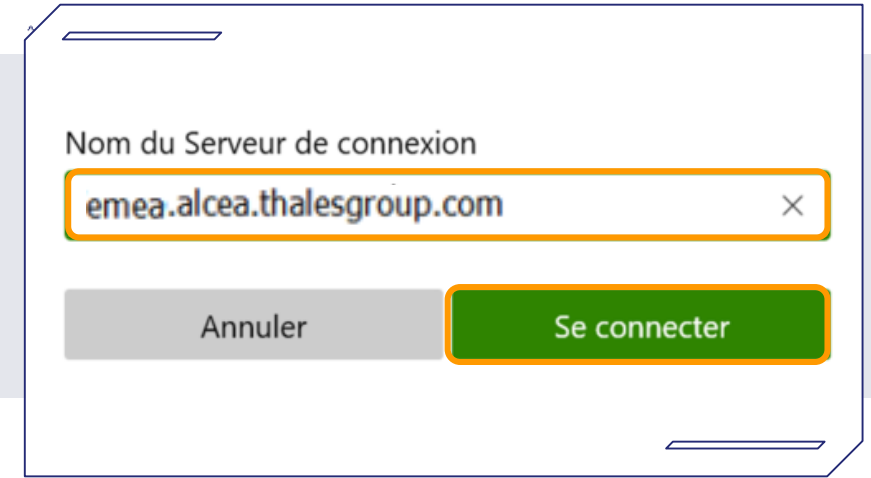 Nom du Serveur de connexion
emea.alcea.thalesgroup.com
Annuler
Se connecter